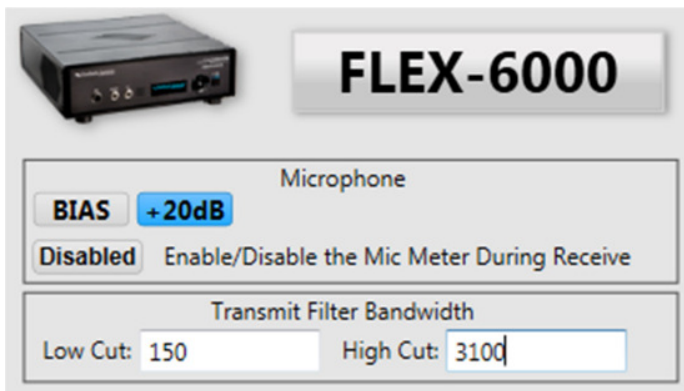 FLEX-6000
Microphone
BIAS +20dB
Disabled Enable/Disable the Mic Meter During Receive
Transmit Filter Bandwidth
Low Cut: 150 High Cut: 3100